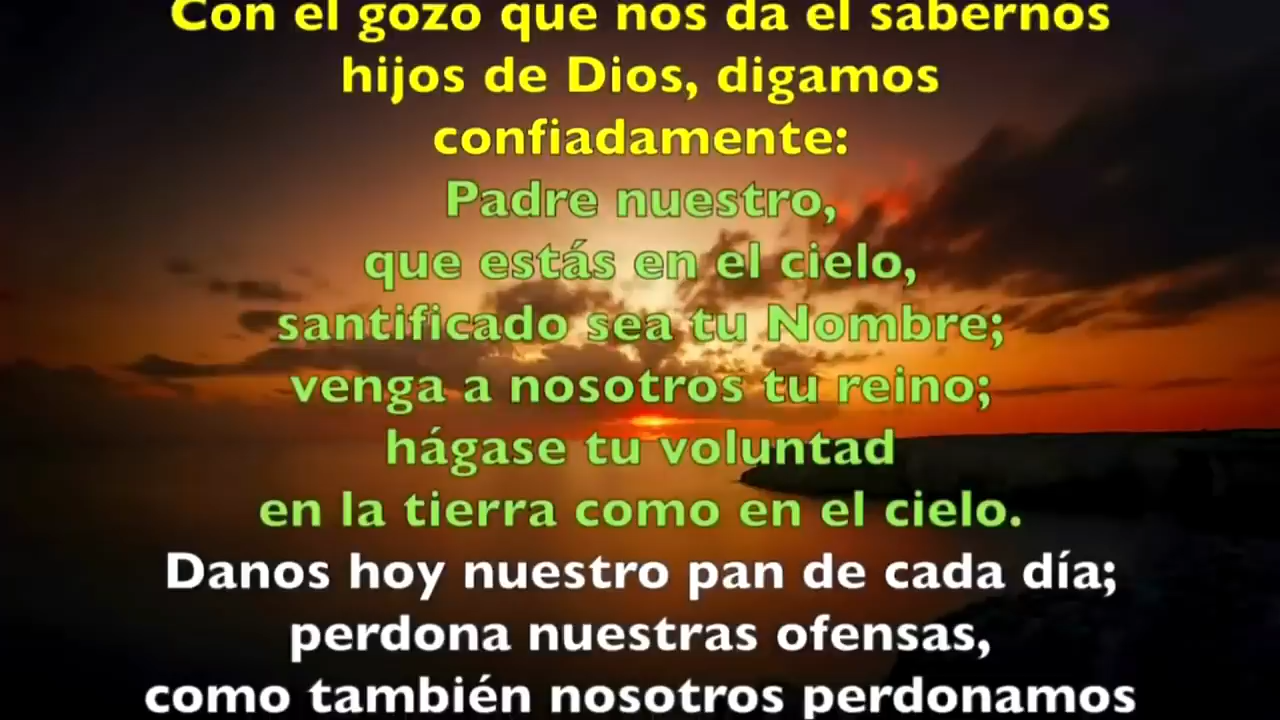 Con el gozo que nos da el sabernos
hijos de Dios, digamos
confiadamente:
Padre nuestro,
que estás en el cielo,
santificado sea tu Nombre;
venga a nosotros tu reino;
hágase tu voluntad
en la tierra como en el cielo.
Danos hoy nuestro pan de cada día;
perdona nuestras ofensas,
como también nosotros perdonamos